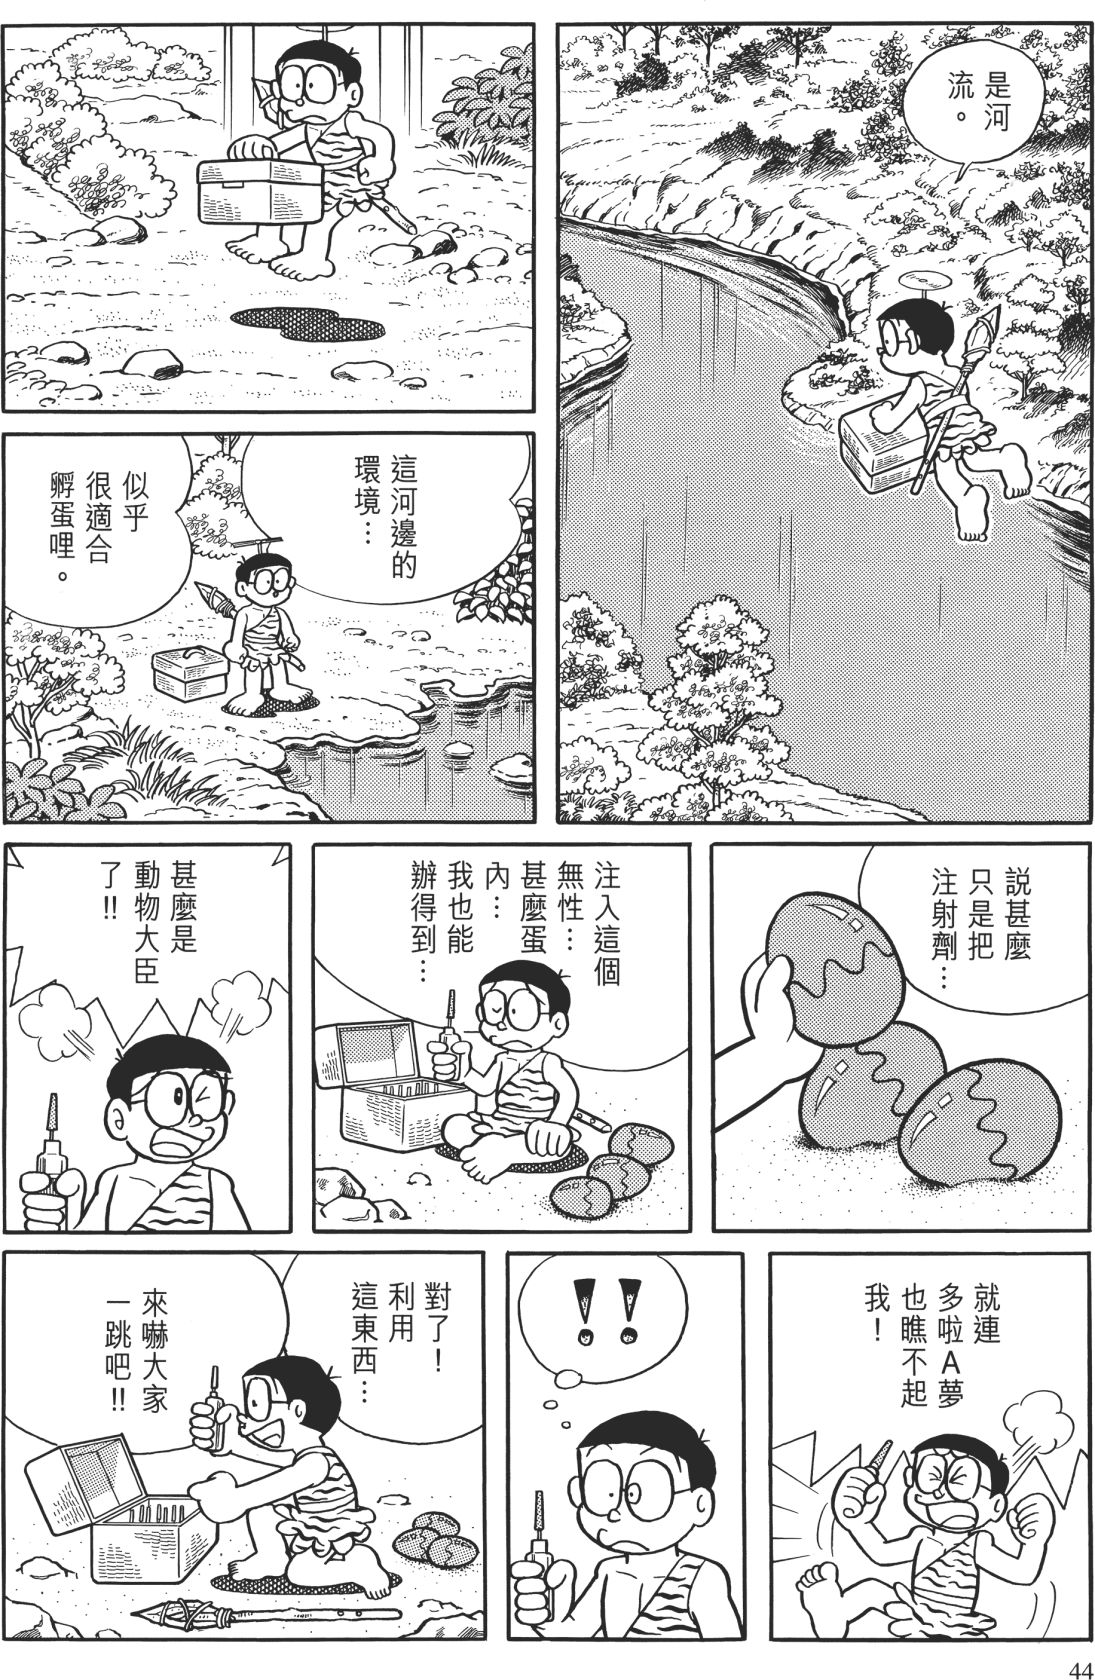 是河
流。
這河邊的
環境…
似乎
很適合
孵蛋哩。
説甚麼
只是把
注射劑…
注入這個
無性…
甚麼蛋
內…
我也能
辦得到…
甚麼是
動物大臣
了!!
就連
多啦A夢
也瞧不起
我！
!!
對了！
利用
這東西…
來嚇大家
一跳吧!!
44